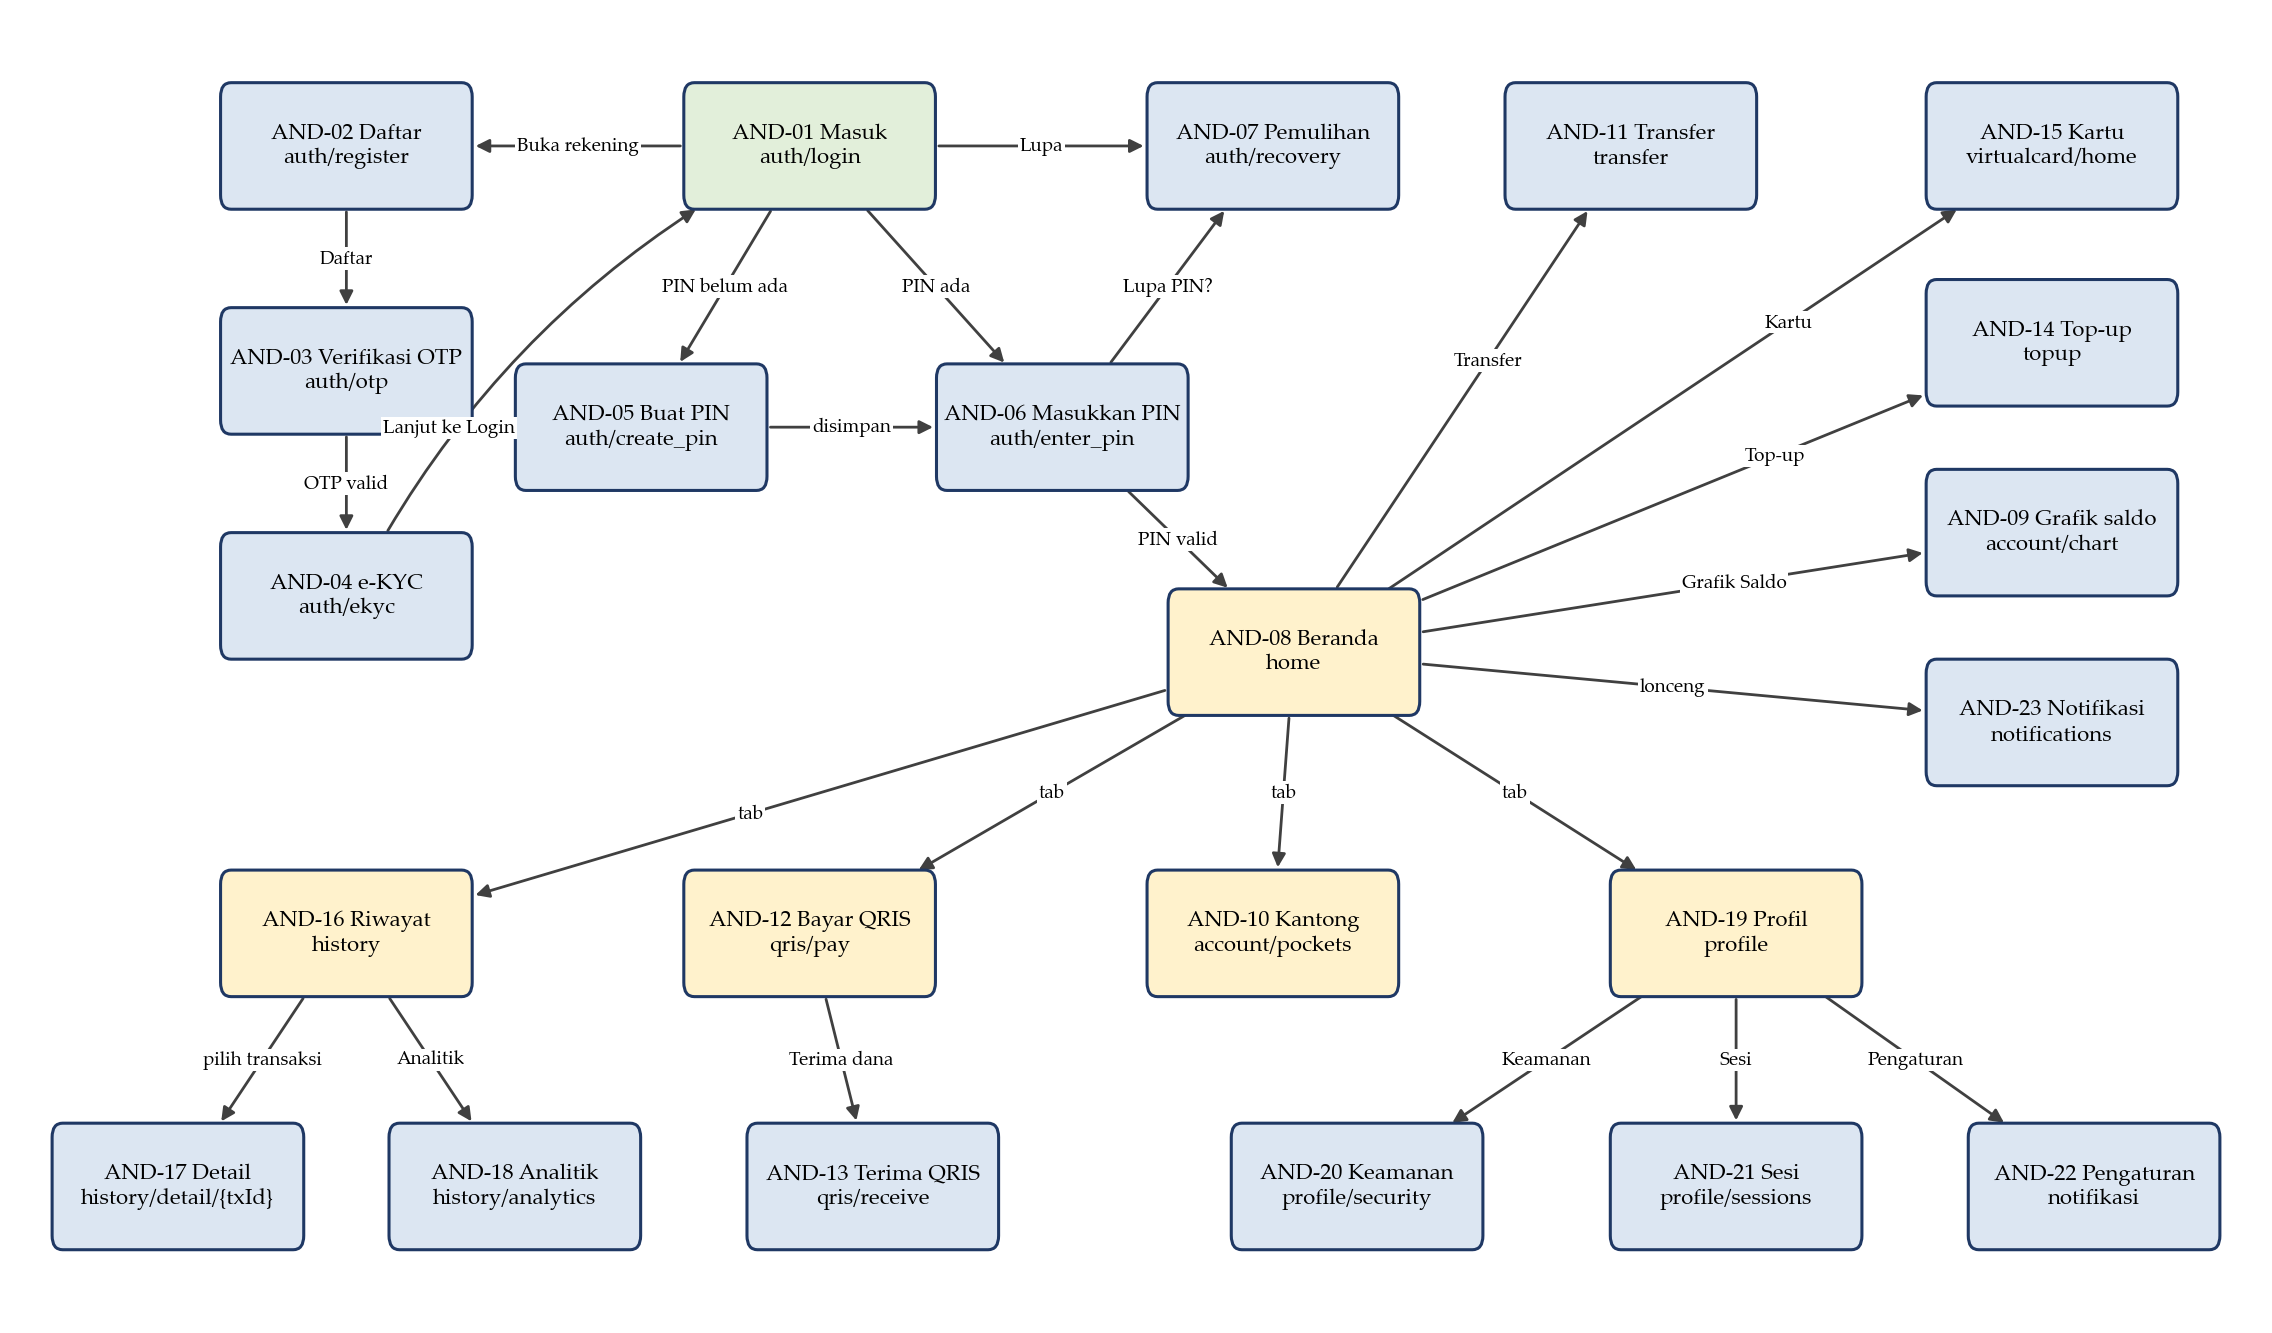 AND-02 Daftar
auth/register
Buka rekening
AND-01 Masuk
auth/login
Lupa
AND-07 Pemulihan
auth/recovery
AND-11 Transfer
transfer
AND-15 Kartu
virtualcard/home
Daftar
PIN belum ada
PIN ada
Lupa PIN?
Kartu
AND-14 Top-up
topup
AND-03 Verifikasi OTP
auth/otp
Transfer
Lanjut ke Login
AND-05 Buat PIN
auth/create_pin
disimpan
AND-06 Masukkan PIN
auth/enter_pin
Top-up
OTP valid
PIN valid
AND-09 Grafik saldo
account/chart
AND-04 e-KYC
auth/ekyc
Grafik Saldo
AND-08 Beranda
home
lonceng
AND-23 Notifikasi
notifications
tab
tab
tab
tab
AND-16 Riwayat
history
AND-12 Bayar QRIS
qris/pay
AND-10 Kantong
account/pockets
AND-19 Profil
profile
pilih transaksi
Analitik
Terima dana
Keamanan
Sesi
Pengaturan
AND-17 Detail
history/detail/{txId}
AND-18 Analitik
history/analytics
AND-13 Terima QRIS
qris/receive
AND-20 Keamanan
profile/security
AND-21 Sesi
profile/sessions
AND-22 Pengaturan
notifikasi